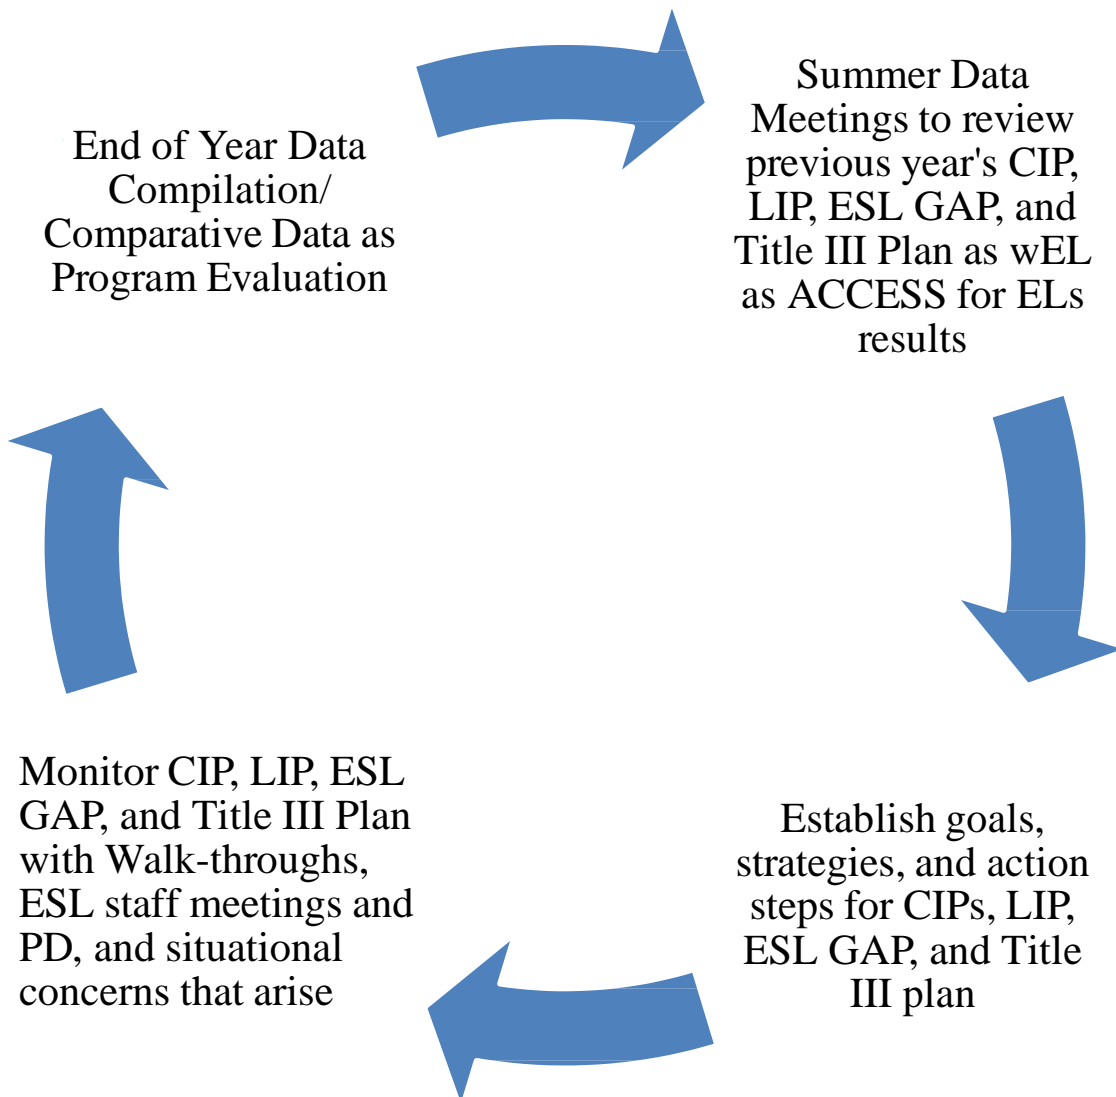 End of Year Data
Compilation/
Comparative Data as
Program Evaluation
Summer Data
Meetings to review
previous year's CIP,
LIP, ESL GAP, and
Title III Plan as wEL
as ACCESS for ELs
results
Establish goals,
strategies, and action
steps for CIPs, LIP,
ESL GAP, and Title
III plan
Monitor CIP, LIP, ESL
GAP, and Title III Plan
with Walk-throughs,
ESL staff meetings and
PD, and situational
concerns that arise